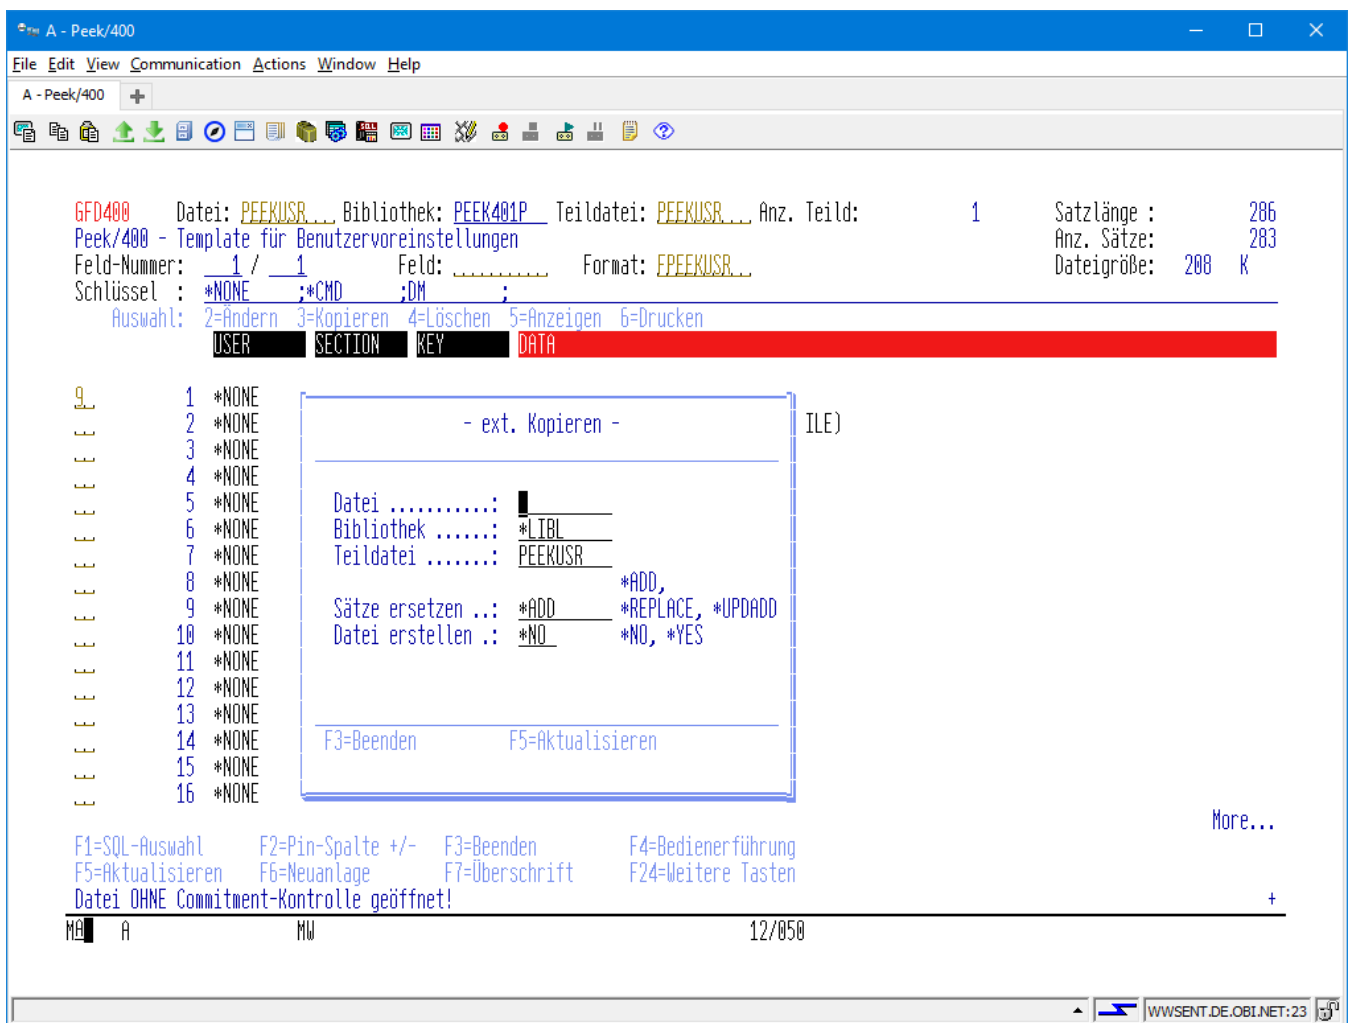 A - Peek/400
File Edit View Communication Actions Window Help
A - Peek/400
GFD400 Datei: PEEKUSR Bibliothek: PEEK401P Teildatei: PEEKUSR Anz. Teild: 1 Satzlänge : 286
Peek/400 - Template für Benutzervoreinstellungen Anz. Sätze: 283
Feld-Nummer: 1 / 1 Feld: Format: FPEEKUSR Dateigröße: 208 K
Schlüssel : *NONE ;*CMD ;DM ;
Auswahl: 2=Ändern 3=Kopieren 4=Löschen 5=Anzeigen 6=Drucken
USER SECTION KEY DATA
9 1 *NONE
2 *NONE - ext. Kopieren - ILE)
3 *NONE
4 *NONE
5 *NONE Datei ...........:
6 *NONE Bibliothek ......: *LIBL
7 *NONE Teildatei .......: PEEKUSR
8 *NONE *ADD,
9 *NONE Sätze ersetzen ..: *ADD *REPLACE, *UPDADD
10 *NONE Datei erstellen .: *NO *NO, *YES
11 *NONE
12 *NONE
13 *NONE
14 *NONE F3=Beenden F5=Aktualisieren
15 *NONE
16 *NONE
More...
F1=SQL-Auswahl F2=Pin-Spalte +/- F3=Beenden F4=Bedienerführung
F5=Aktualisieren F6=Neuanlage F7=Überschrift F24=Weitere Tasten
Datei OHNE Commitment-Kontrolle geöffnet! +
MA A MW 12/050
WWSENT.DE.OBI.NET:23